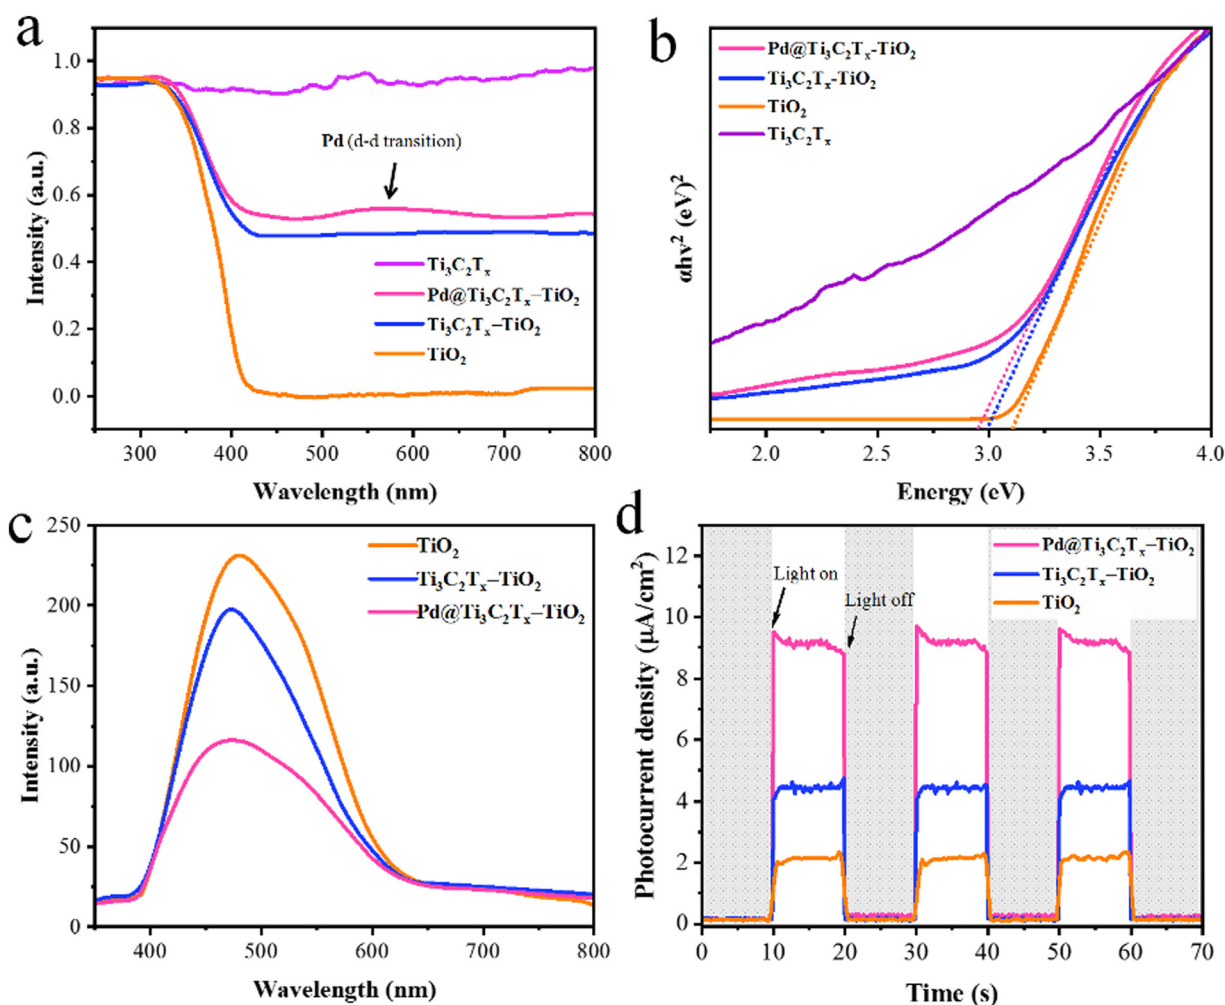 a
Intensity (a.u.)
1.0
0.8
0.6
0.4
0.2
0.0
Pd (d-d transition)
Ti₃C₂Tₓ
Pd@Ti₃C₂Tₓ–TiO₂
Ti₃C₂Tₓ–TiO₂
TiO₂
300 400 500 600 700 800
Wavelength (nm)
b
αhv² (eV)²
Pd@Ti₃C₂Tₓ-TiO₂
Ti₃C₂Tₓ-TiO₂
TiO₂
Ti₃C₂Tₓ
2.0 2.5 3.0 3.5 4.0
Energy (eV)
c
Intensity (a.u.)
250
200
150
100
50
0
TiO₂
Ti₃C₂Tₓ–TiO₂
Pd@Ti₃C₂Tₓ–TiO₂
400 500 600 700 800
Wavelength (nm)
d
Photocurrent density (μA/cm²)
12
10
8
6
4
2
0
Pd@Ti₃C₂Tₓ–TiO₂
Ti₃C₂Tₓ–TiO₂
TiO₂
Light on
Light off
0 10 20 30 40 50 60 70
Time (s)